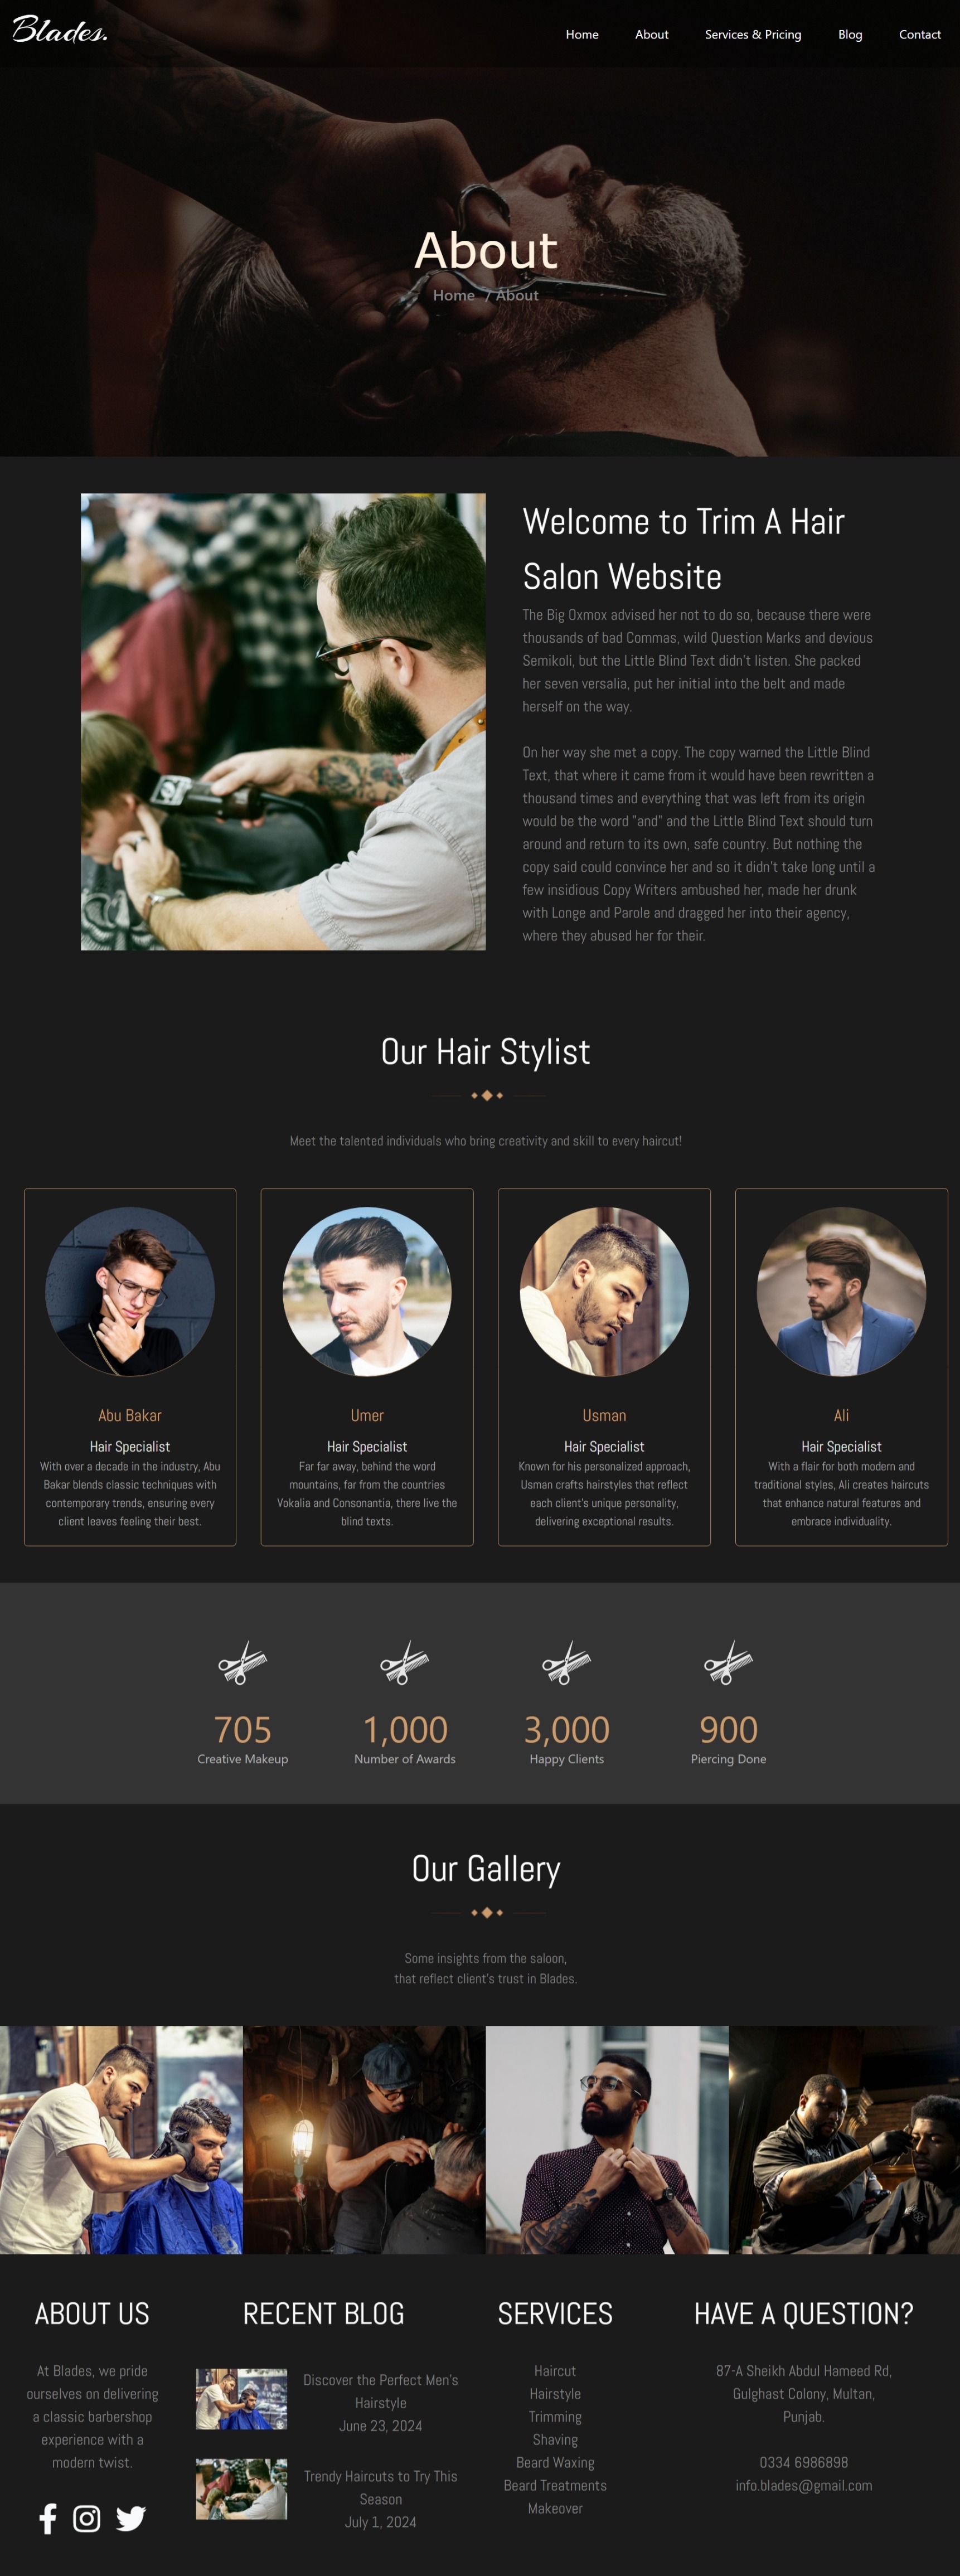 Blades.
Home About Services & Pricing Blog Contact
About
Home / About
Welcome to Trim A Hair
Salon Website
The Big Oxmox advised her not to do so, because there were
thousands of bad Commas, wild Question Marks and devious
Semikoli, but the Little Blind Text didn't listen. She packed
her seven versalia, put her initial into the belt and made
herself on the way.
On her way she met a copy. The copy warned the Little Blind
Text, that where it came from it would have been rewritten a
thousand times and everything that was left from its origin
would be the word "and" and the Little Blind Text should turn
around and return to its own, safe country. But nothing the
copy said could convince her and so it didn't take long until a
few insidious Copy Writers ambushed her, made her drunk
with Longe and Parole and dragged her into their agency,
where they abused her for their.
Our Hair Stylist
Meet the talented individuals who bring creativity and skill to every haircut!
Abu Bakar
Hair Specialist
With over a decade in the industry, Abu
Bakar blends classic techniques with
contemporary trends, ensuring every
client leaves feeling their best.
Umer
Hair Specialist
Far far away, behind the word
mountains, far from the countries
Vokalia and Consonantia, there live the
blind texts.
Usman
Hair Specialist
Known for his personalized approach,
Usman crafts hairstyles that reflect
each client's unique personality,
delivering exceptional results.
Ali
Hair Specialist
With a flair for both modern and
traditional styles, Ali creates haircuts
that enhance natural features and
embrace individuality.
705
Creative Makeup
1,000
Number of Awards
3,000
Happy Clients
900
Piercing Done
Our Gallery
Some insights from the saloon,
that reflect client's trust in Blades.
ABOUT US
At Blades, we pride
ourselves on delivering
a classic barbershop
experience with a
modern twist.
RECENT BLOG
Discover the Perfect Men's
Hairstyle
June 23, 2024
Trendy Haircuts to Try This
Season
July 1, 2024
SERVICES
Haircut
Hairstyle
Trimming
Shaving
Beard Waxing
Beard Treatments
Makeover
HAVE A QUESTION?
87-A Sheikh Abdul Hameed Rd,
Gulghast Colony, Multan,
Punjab.
0334 6986898
info.blades@gmail.com